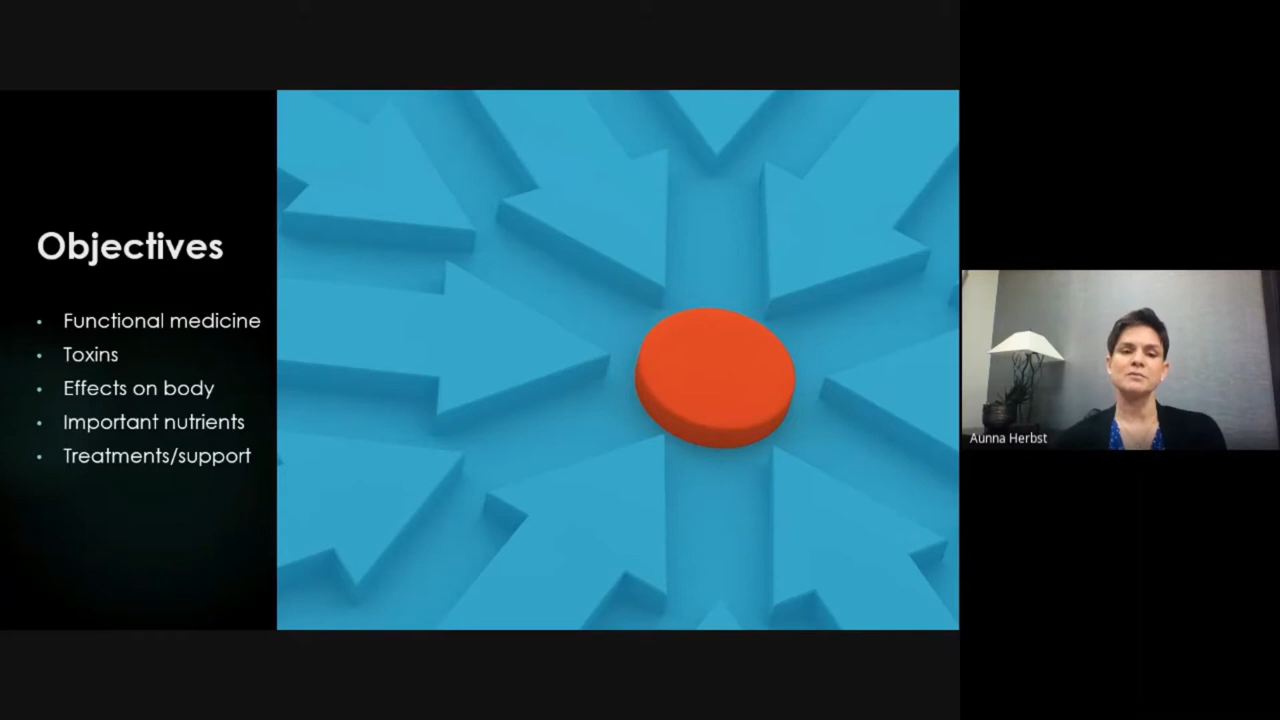 Objectives
• Functional medicine
• Toxins
• Effects on body
• Important nutrients
• Treatments/support
Aunna Herbst